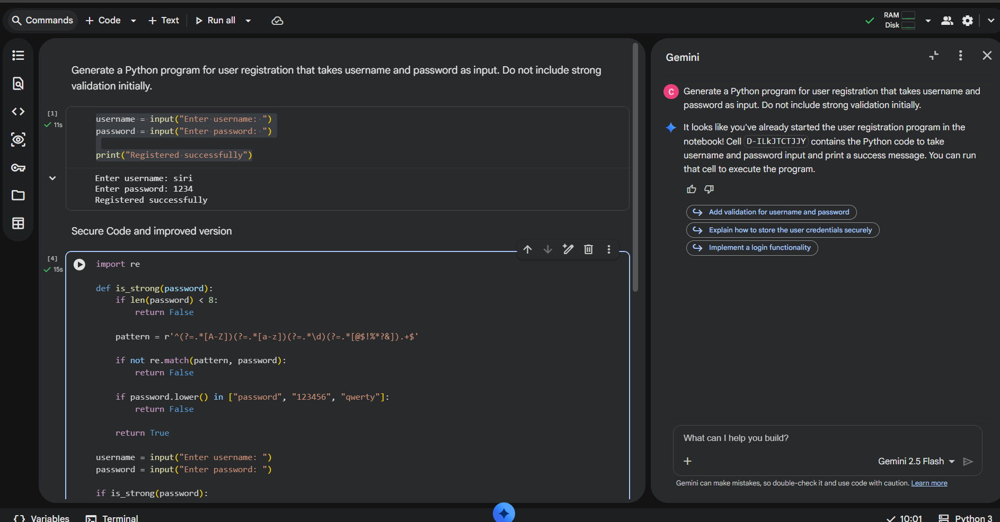 Commands + Code + Text Run all
RAM
Disk
Generate a Python program for user registration that takes username and password as input. Do not include strong
validation initially.
[1]
11s
username = input("Enter username: ")
password = input("Enter password: ")
print("Registered successfully")
Enter username: siri
Enter password: 1234
Registered successfully
Secure Code and improved version
[4]
15s
import re
def is_strong(password):
    if len(password) < 8:
        return False
    pattern = r'^(?=.*[A-Z])(?=.*[a-z])(?=.*\d)(?=.*[@$!%*?&]).+$'
    if not re.match(pattern, password):
        return False
    if password.lower() in ["password", "123456", "qwerty"]:
        return False
    return True
username = input("Enter username: ")
password = input("Enter password: ")
if is_strong(password):
Gemini
C
Generate a Python program for user registration that takes username and
password as input. Do not include strong validation initially.
It looks like you've already started the user registration program in the
notebook! Cell D-ILkJTCTJJY contains the Python code to take
username and password input and print a success message. You can run
that cell to execute the program.
Add validation for username and password
Explain how to store the user credentials securely
Implement a login functionality
What can I help you build?
+ Gemini 2.5 Flash
Gemini can make mistakes, so double-check it and use code with caution. Learn more
{ } Variables Terminal
10:01 Python 3